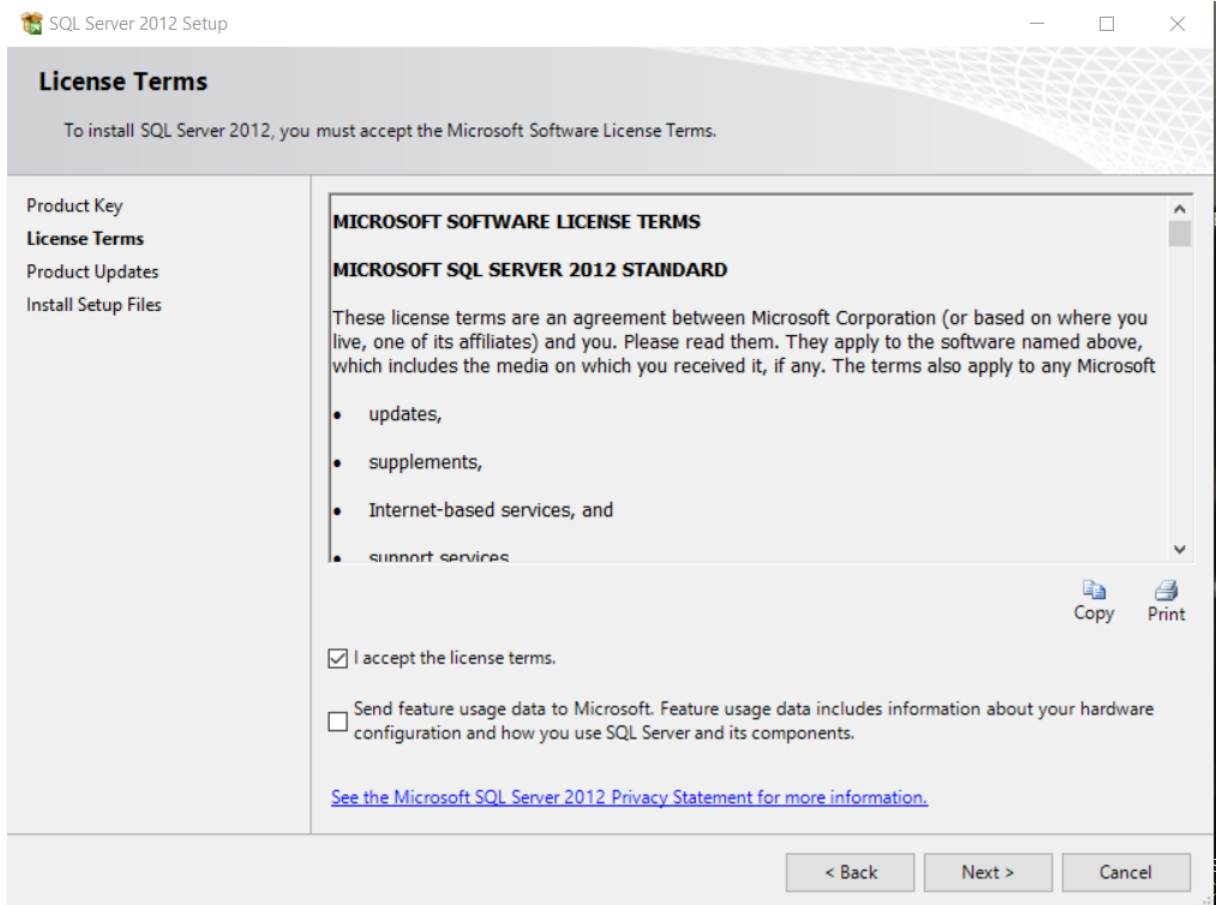 SQL Server 2012 Setup
License Terms
To install SQL Server 2012, you must accept the Microsoft Software License Terms.
Product Key
License Terms
Product Updates
Install Setup Files
MICROSOFT SOFTWARE LICENSE TERMS
MICROSOFT SQL SERVER 2012 STANDARD
These license terms are an agreement between Microsoft Corporation (or based on where you
live, one of its affiliates) and you. Please read them. They apply to the software named above,
which includes the media on which you received it, if any. The terms also apply to any Microsoft
• updates,
• supplements,
• Internet-based services, and
• support services
Copy
Print
I accept the license terms.
Send feature usage data to Microsoft. Feature usage data includes information about your hardware
configuration and how you use SQL Server and its components.
See the Microsoft SQL Server 2012 Privacy Statement for more information.
< Back
Next >
Cancel